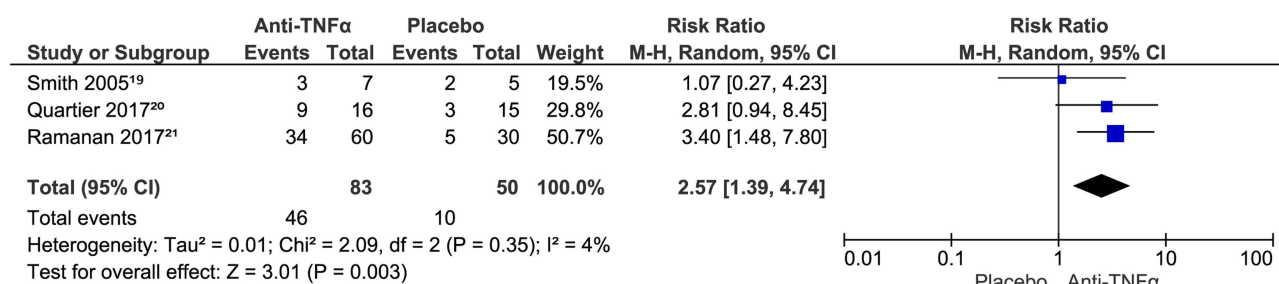 Anti-TNFα Placebo Risk Ratio Risk Ratio
Study or Subgroup Events Total Events Total Weight M-H, Random, 95% CI M-H, Random, 95% CI
Smith 2005¹⁹ 3 7 2 5 19.5% 1.07 [0.27, 4.23]
Quartier 2017²⁰ 9 16 3 15 29.8% 2.81 [0.94, 8.45]
Ramanan 2017²¹ 34 60 5 30 50.7% 3.40 [1.48, 7.80]
Total (95% CI) 83 50 100.0% 2.57 [1.39, 4.74]
Total events 46 10
Heterogeneity: Tau² = 0.01; Chi² = 2.09, df = 2 (P = 0.35); I² = 4%
Test for overall effect: Z = 3.01 (P = 0.003)
0.01 0.1 1 10 100
Placebo Anti-TNFα